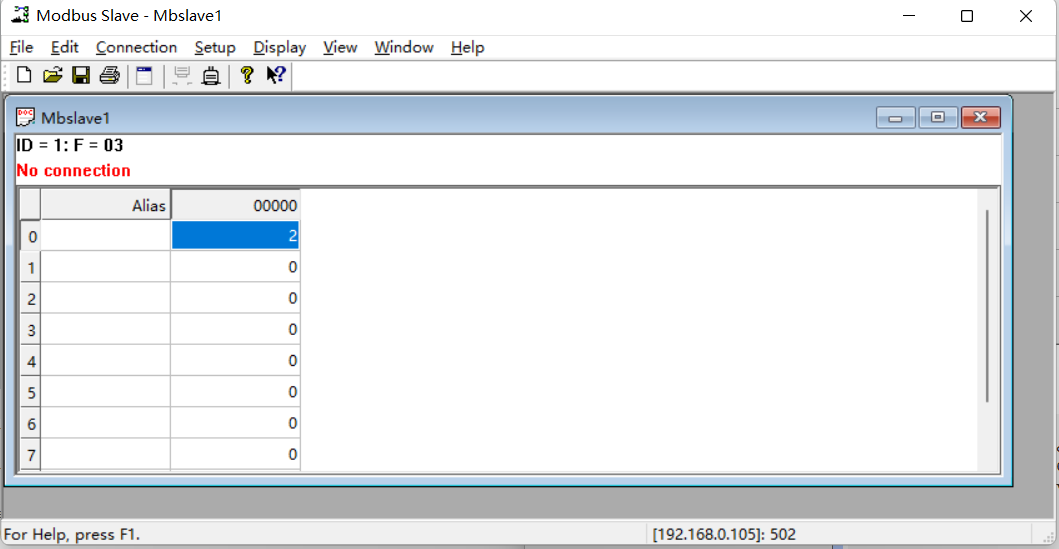 Modbus Slave - Mbslave1
File Edit Connection Setup Display View Window Help
Mbslave1
ID = 1: F = 03
No connection
Alias 00000
0 2
1 0
2 0
3 0
4 0
5 0
6 0
7 0
For Help, press F1. [192.168.0.105]: 502